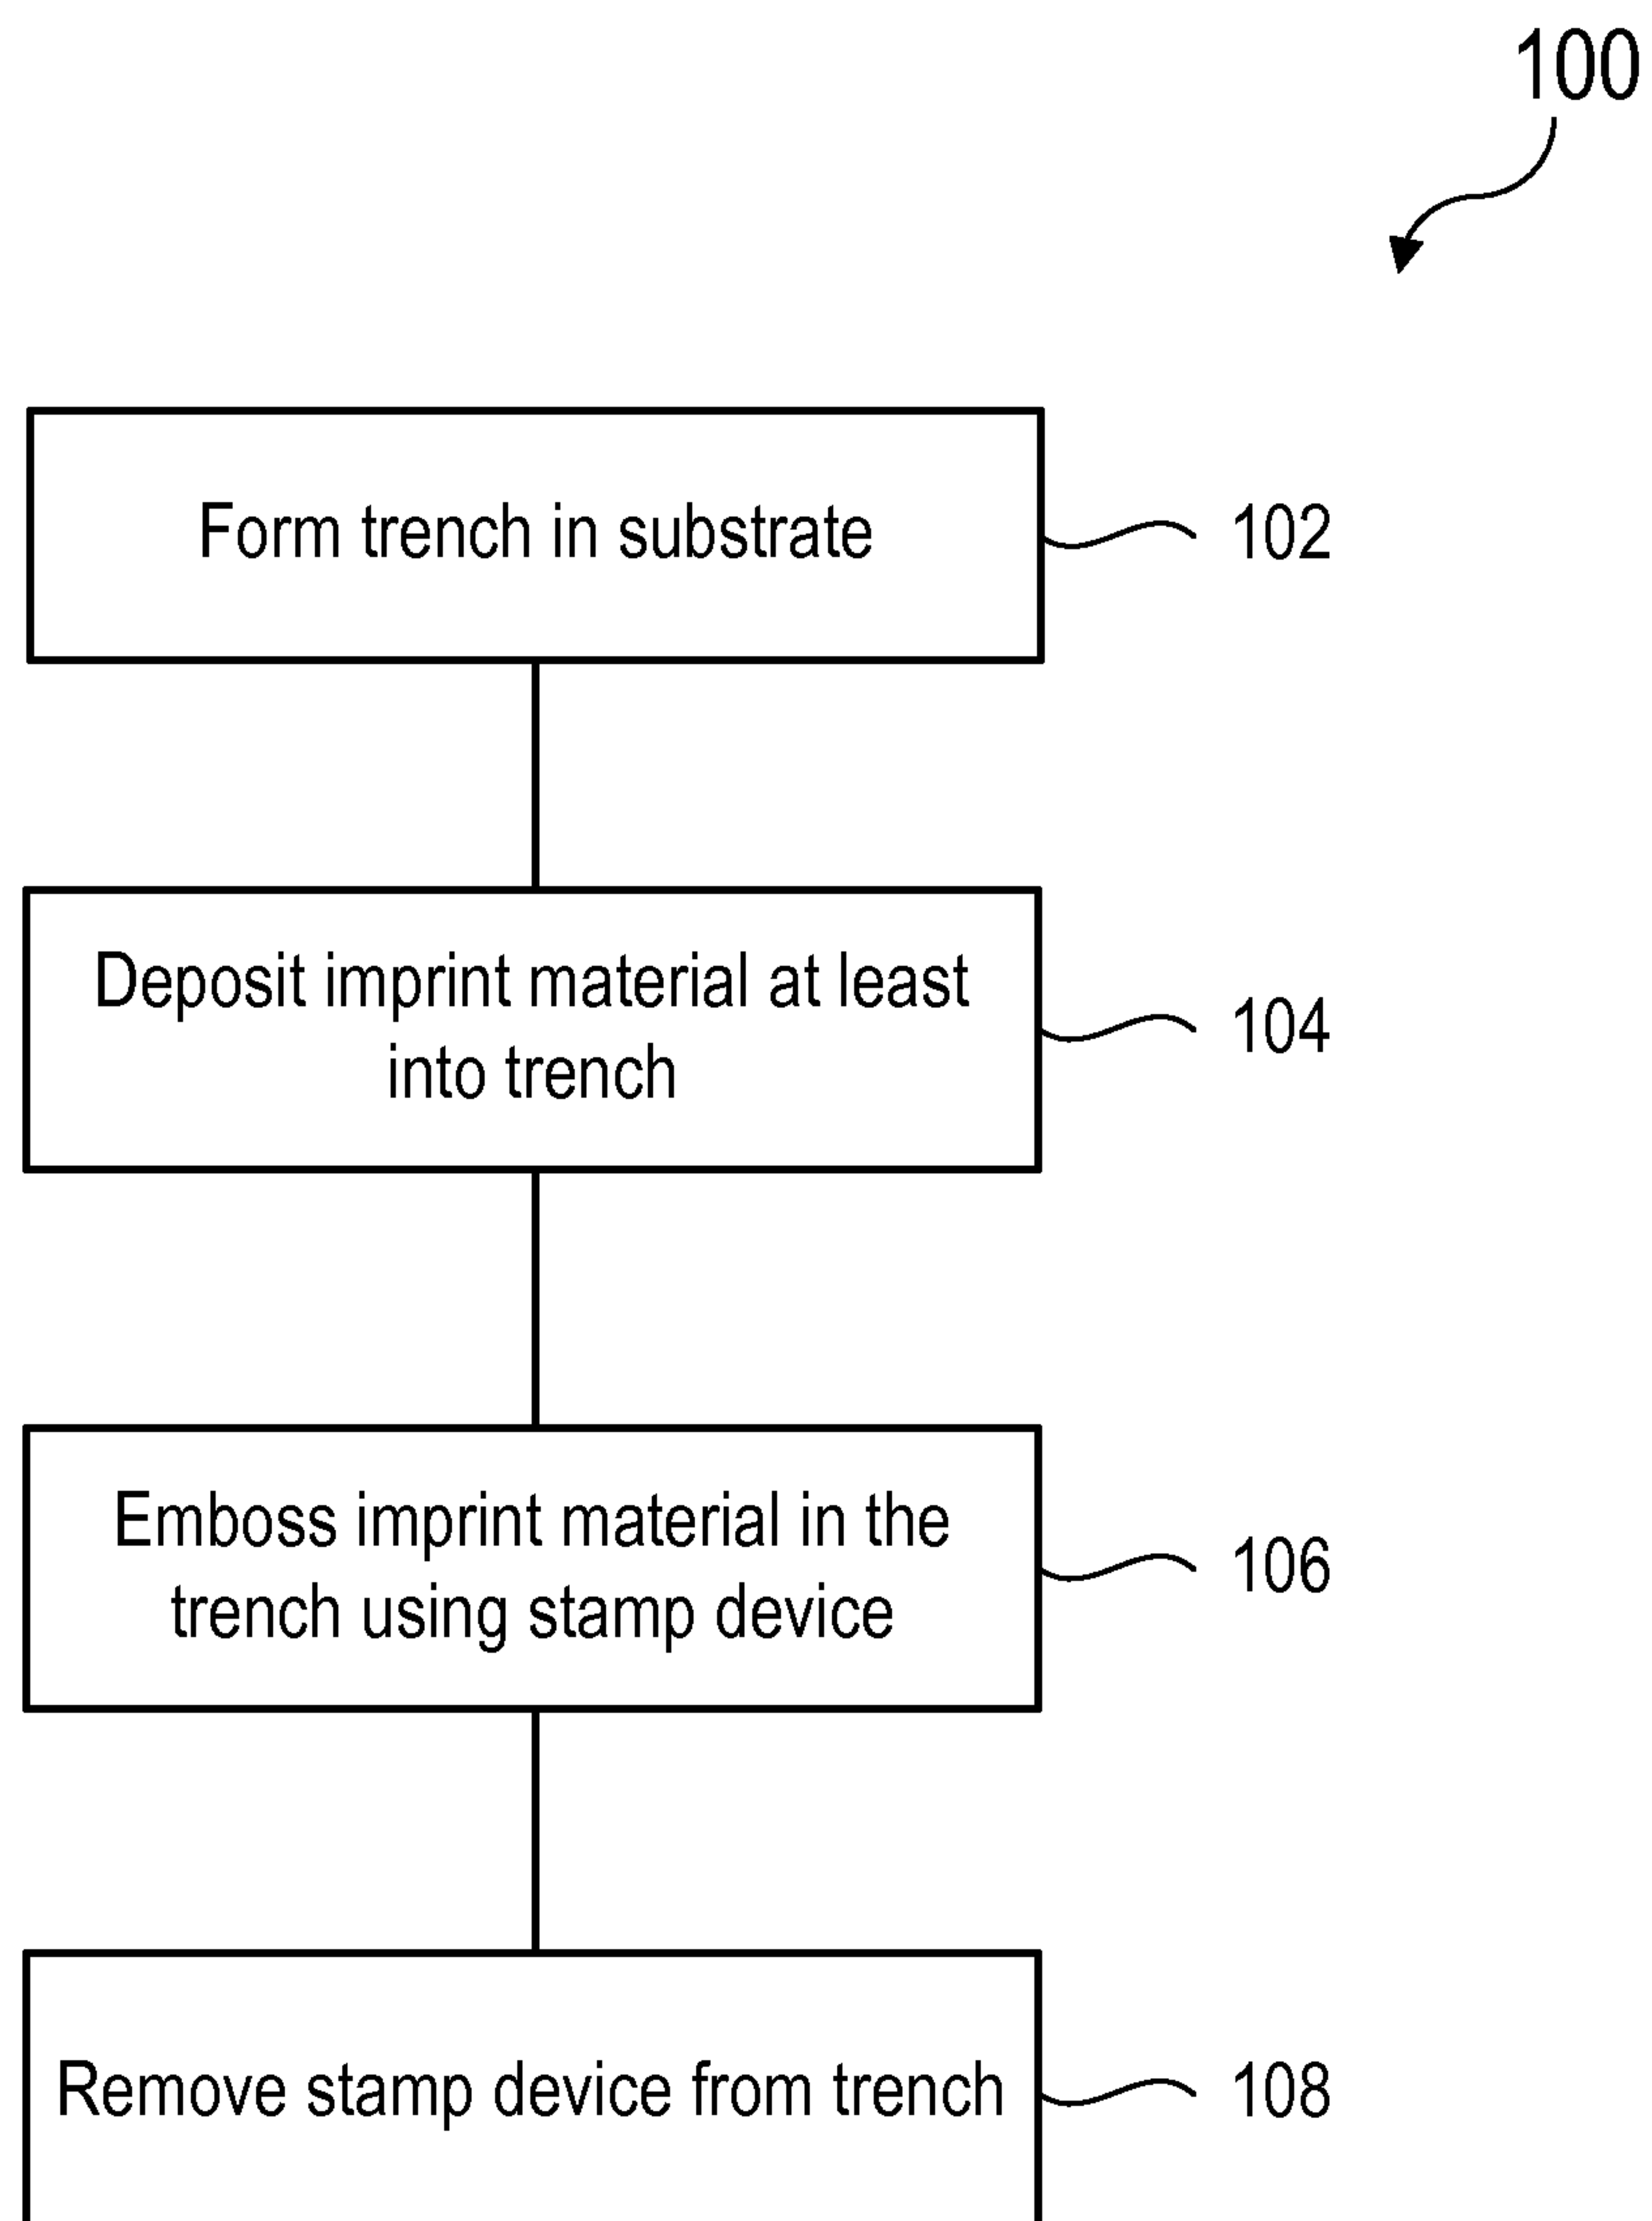 100
Form trench in substrate
102
Deposit imprint material at least
into trench
104
Emboss imprint material in the
trench using stamp device
106
Remove stamp device from trench
108